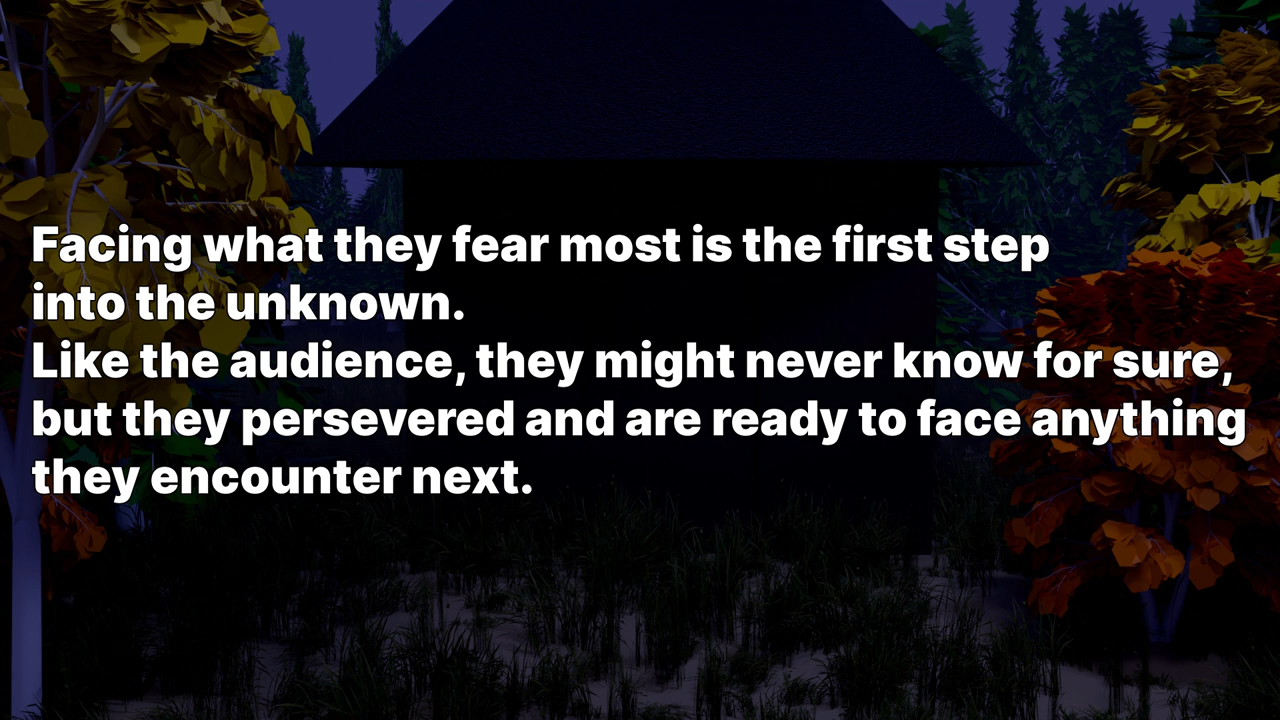 Facing what they fear most is the first step
into the unknown.
Like the audience, they might never know for sure,
but they persevered and are ready to face anything
they encounter next.